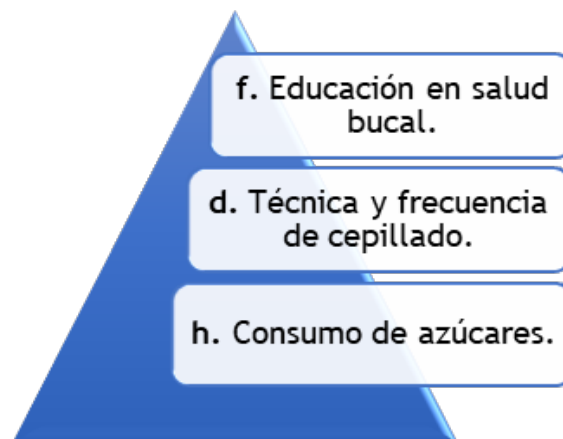 f. Educación en salud
bucal.
d. Técnica y frecuencia
de cepillado.
h. Consumo de azúcares.